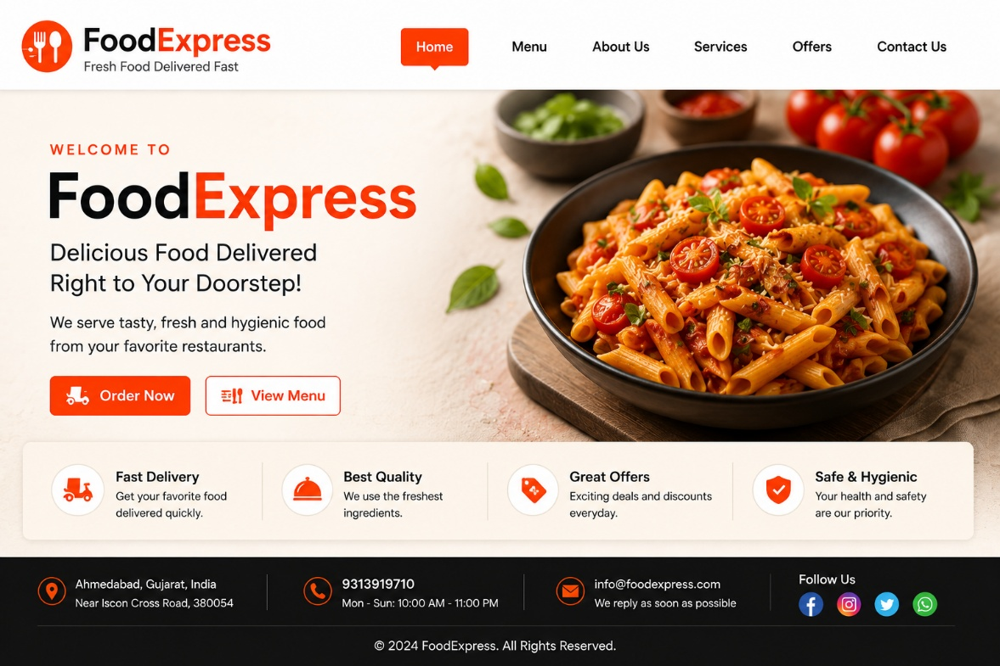 FoodExpress
Fresh Food Delivered Fast
Home
Menu
About Us
Services
Offers
Contact Us
WELCOME TO
FoodExpress
Delicious Food Delivered
Right to Your Doorstep!
We serve tasty, fresh and hygienic food
from your favorite restaurants.
Order Now
View Menu
Fast Delivery
Get your favorite food
delivered quickly.
Best Quality
We use the freshest
ingredients.
Great Offers
Exciting deals and discounts
everyday.
Safe & Hygienic
Your health and safety
are our priority.
Ahmedabad, Gujarat, India
Near Iscon Cross Road, 380054
9313919710
Mon - Sun: 10:00 AM - 11:00 PM
info@foodexpress.com
We reply as soon as possible
Follow Us
© 2024 FoodExpress. All Rights Reserved.